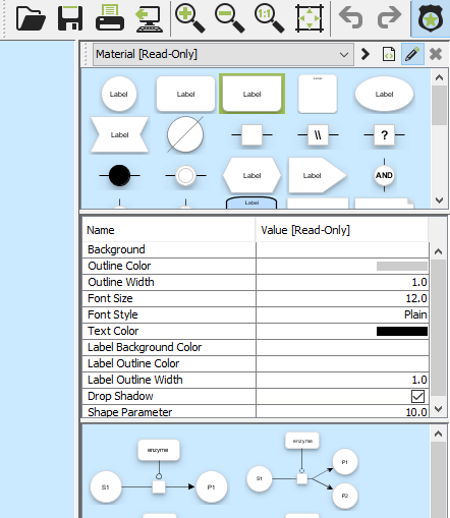 1:1
Material [Read-Only]
Label Label Label Label
Label \\ ?
Label Label AND
Label
Name Value [Read-Only]
Background
Outline Color
Outline Width 1.0
Font Size 12.0
Font Style Plain
Text Color
Label Background Color
Label Outline Color
Label Outline Width 1.0
Drop Shadow
Shape Parameter 10.0
enzyme enzyme
S1 P1 S1 P1
P2